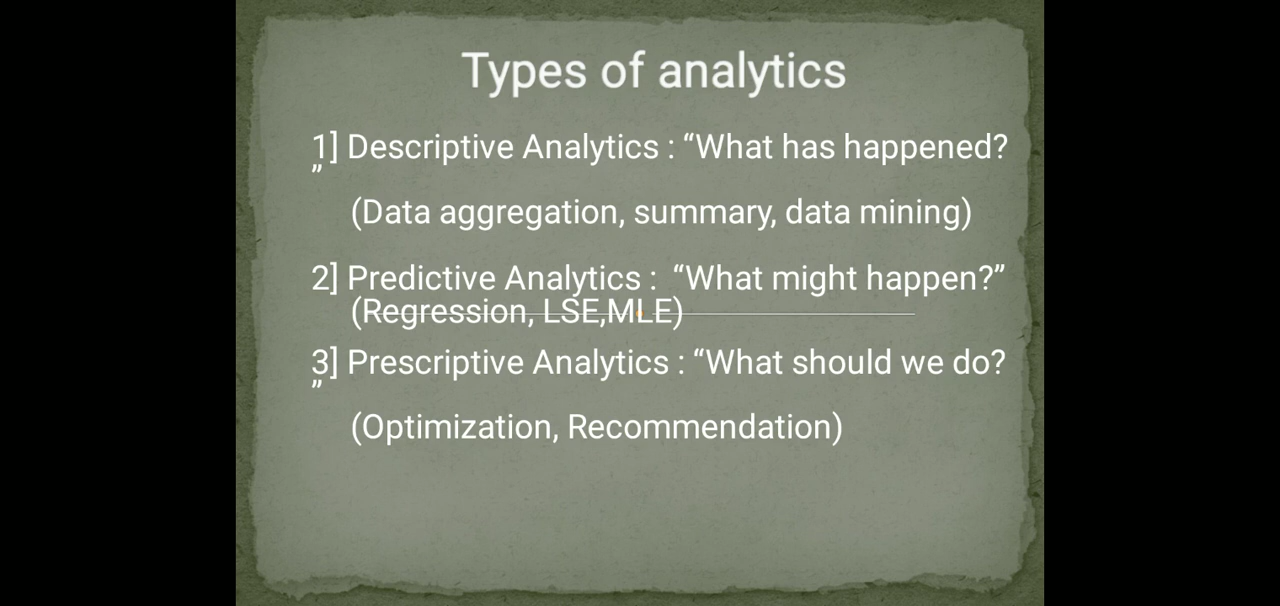 Types of analytics
1] Descriptive Analytics : “What has happened?
”
(Data aggregation, summary, data mining)
2] Predictive Analytics :  “What might happen?”
(Regression, LSE,MLE)
3] Prescriptive Analytics : “What should we do?
”
(Optimization, Recommendation)